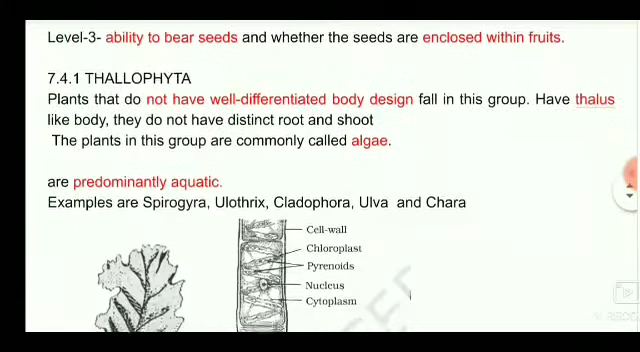 Level-3- ability to bear seeds and whether the seeds are enclosed within fruits.
7.4.1 THALLOPHYTA
Plants that do not have well-differentiated body design fall in this group. Have thalus
like body, they do not have distinct root and shoot
The plants in this group are commonly called algae.
are predominantly aquatic.
Examples are Spirogyra, Ulothrix, Cladophora, Ulva and Chara
Cell-wall
Chloroplast
Pyrenoids
Nucleus
Cytoplasm